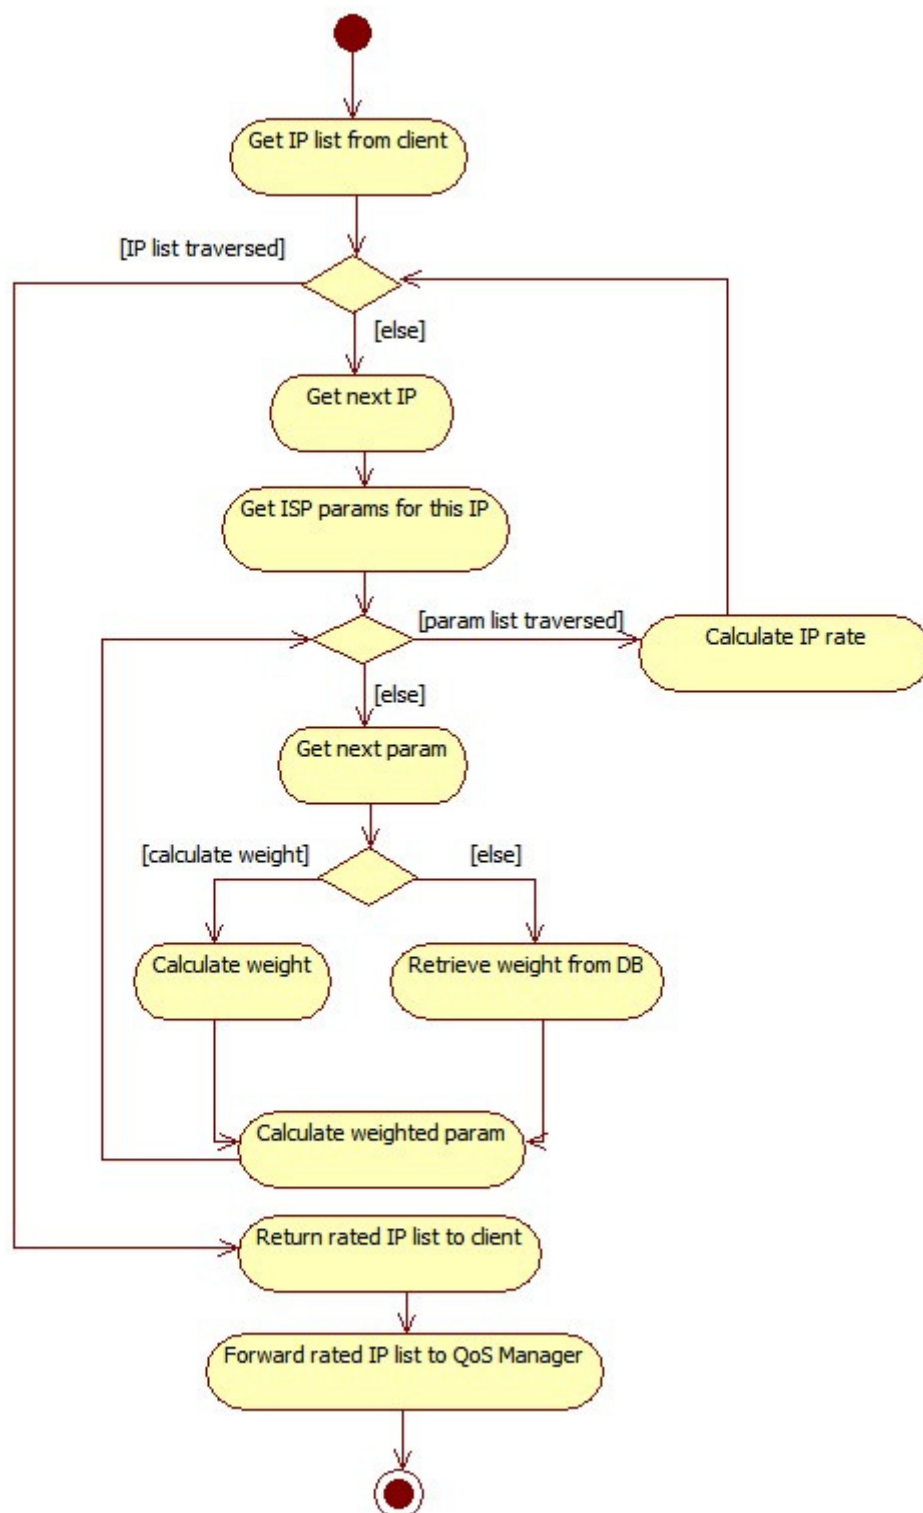 Get IP list from client
[IP list traversed]
[else]
Get next IP
Get ISP params for this IP
[param list traversed]
Calculate IP rate
[else]
Get next param
[calculate weight]
[else]
Calculate weight
Retrieve weight from DB
Calculate weighted param
Return rated IP list to client
Forward rated IP list to QoS Manager